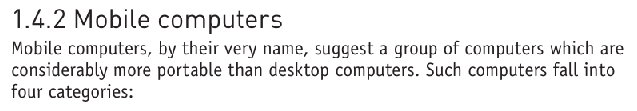 1.4.2 Mobile computers
Mobile computers, by their very name, suggest a group of computers which are
considerably more portable than desktop computers. Such computers fall into
four categories: